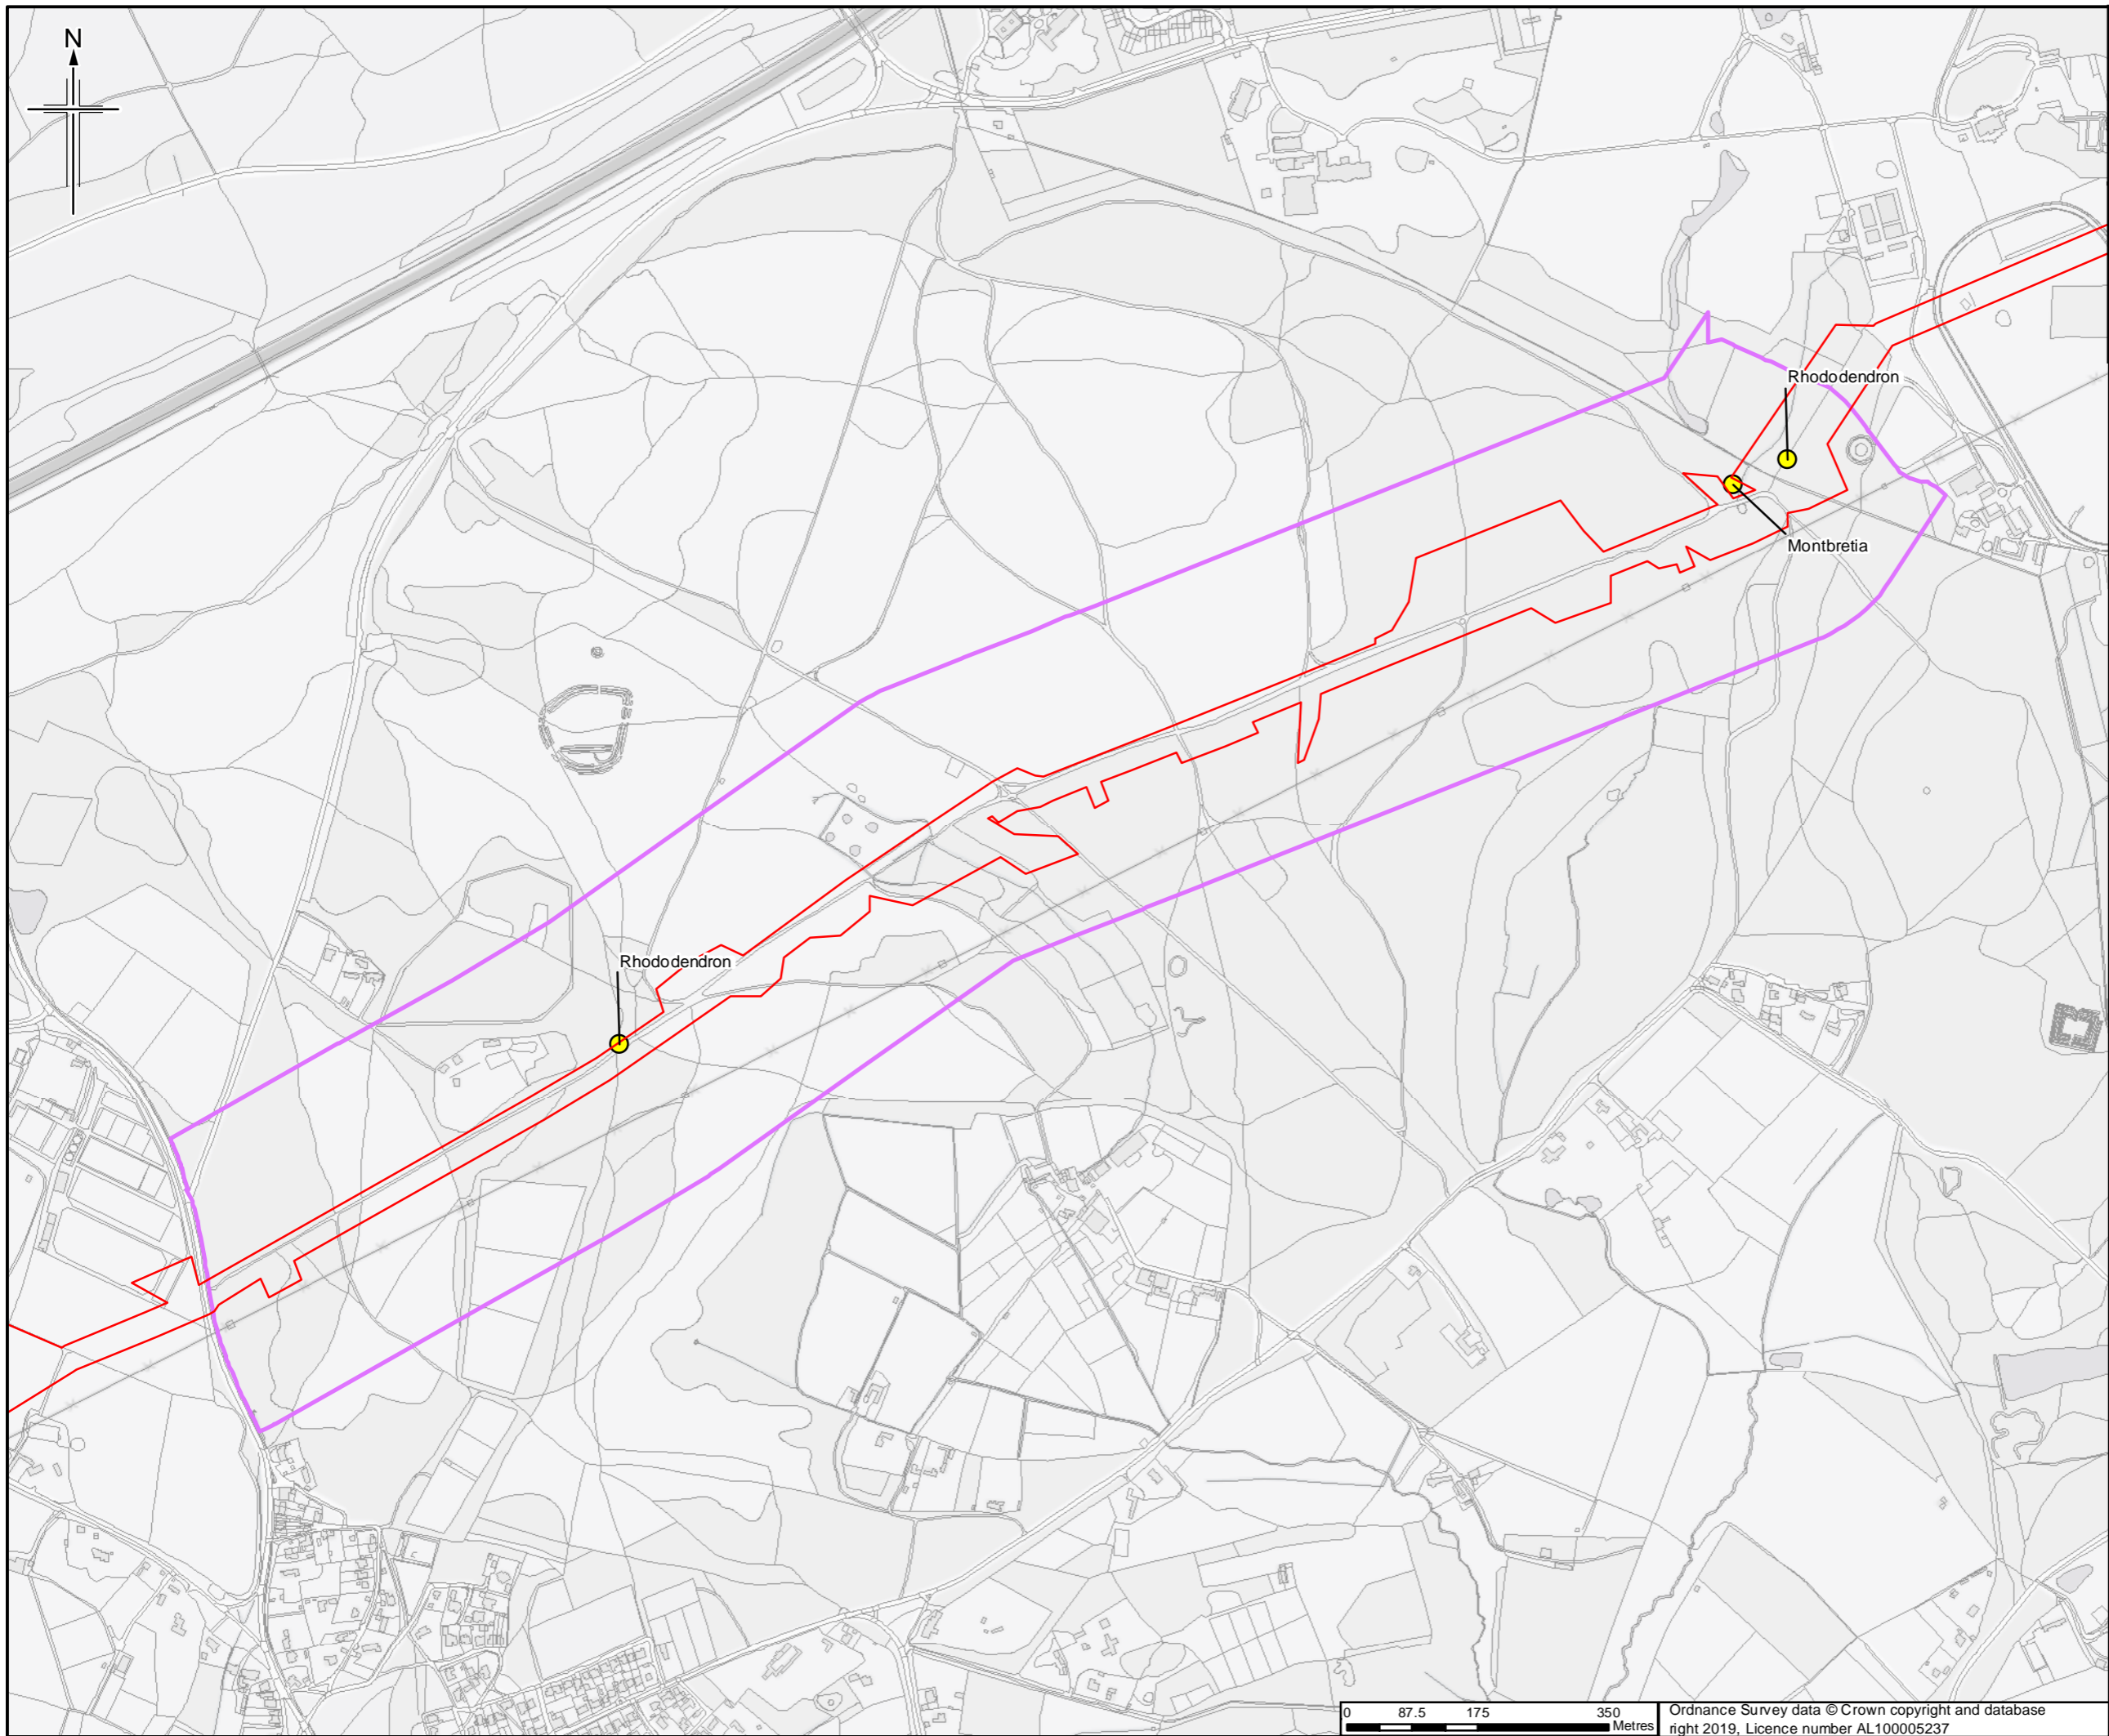 N
Rhododendron
Montbretia
Rhododendron
0 87.5 175 350
Metres
Ordnance Survey data © Crown copyright and database
right 2019, Licence number AL100005237